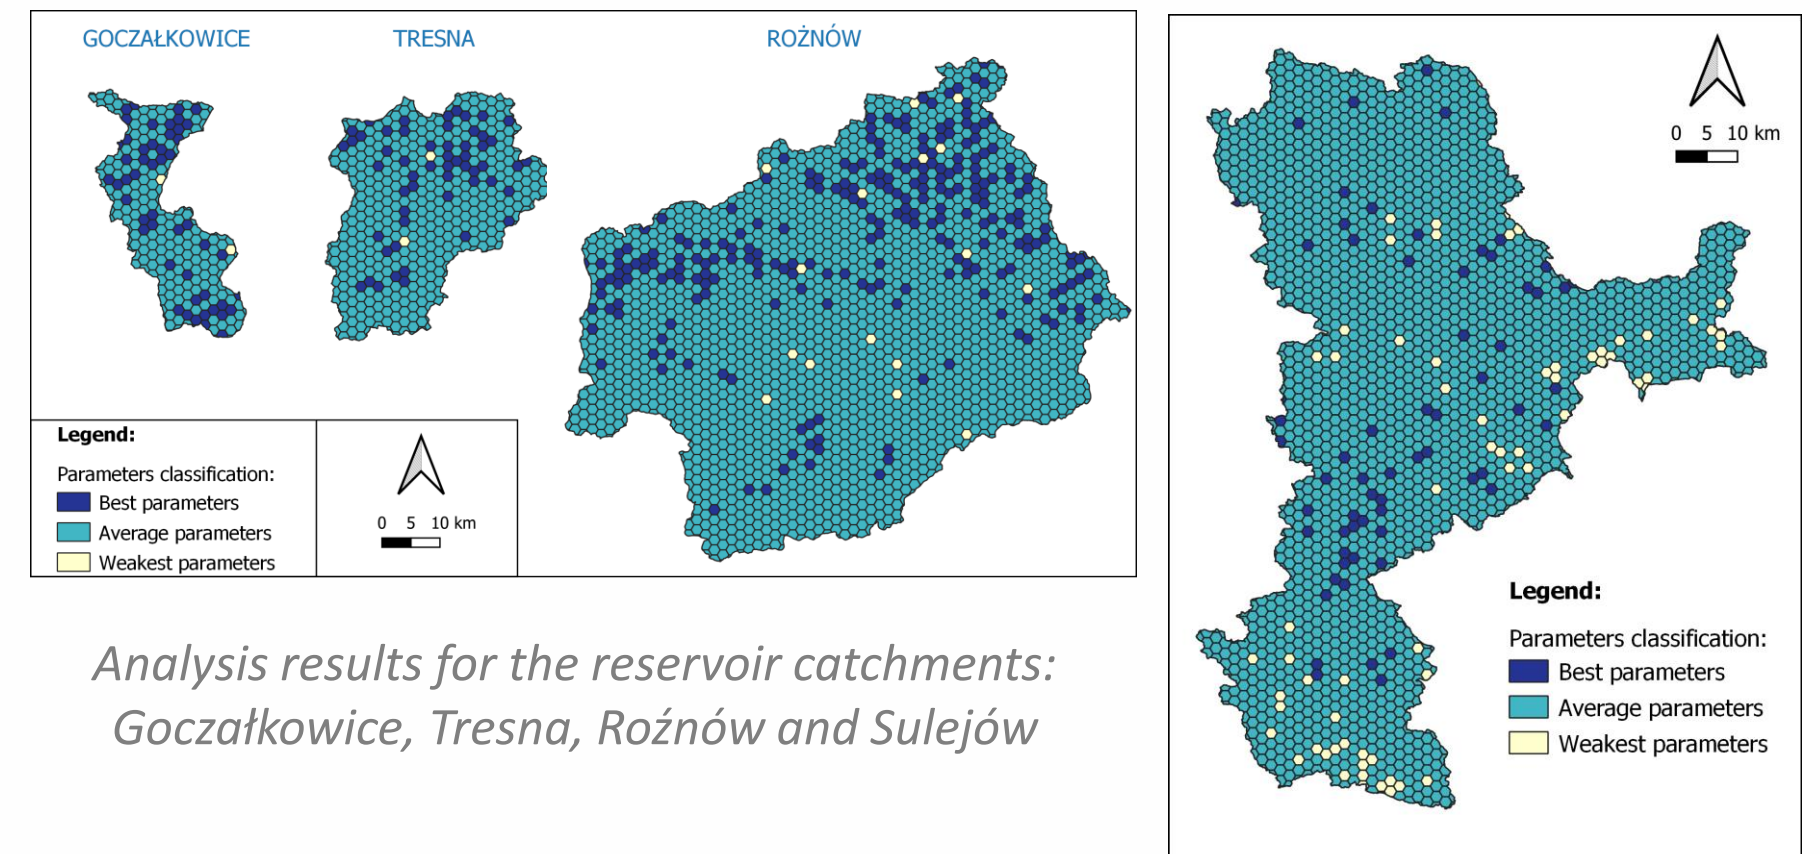 GOCZAŁKOWICE
TRESNA
ROŻNÓW
Legend:
Parameters classification:
Best parameters
Average parameters
Weakest parameters
0 5 10 km
0 5 10 km
Legend:
Parameters classification:
Best parameters
Average parameters
Weakest parameters
Analysis results for the reservoir catchments:
Goczałkowice, Tresna, Roźnów and Sulejów